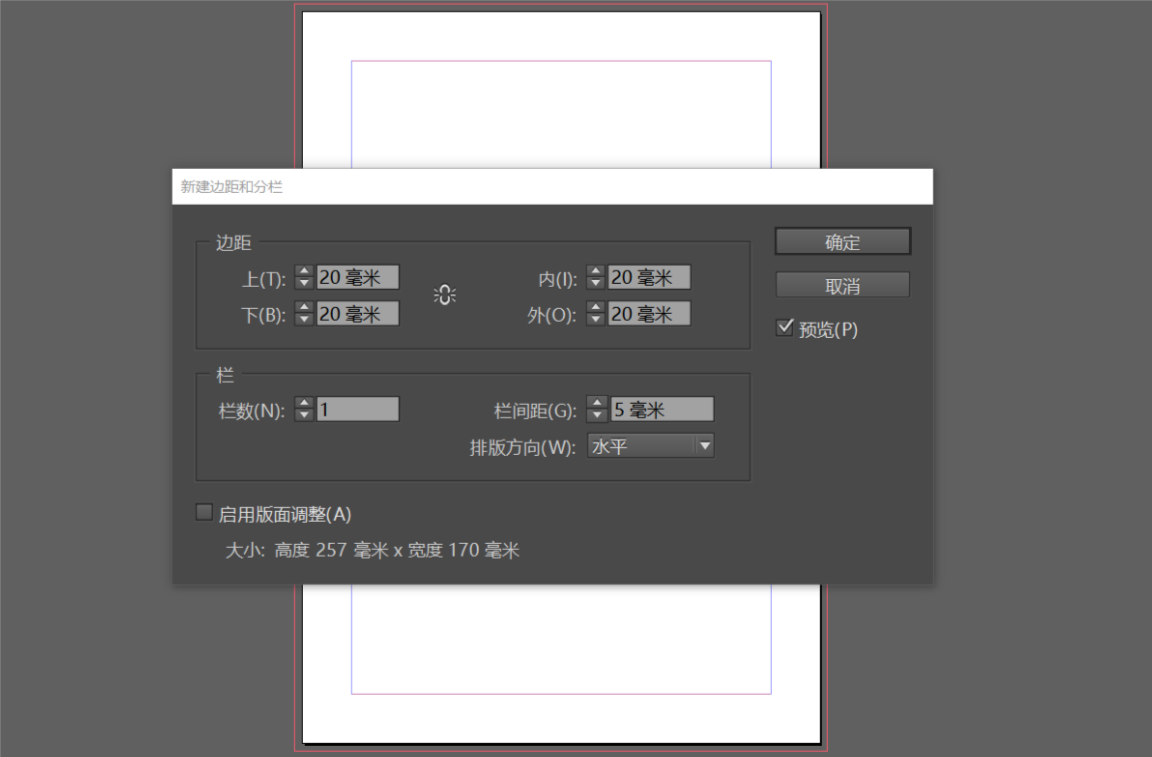 新建边距和分栏
边距
确定
上(T): 20 毫米 内(I): 20 毫米
取消
下(B): 20 毫米 外(O): 20 毫米
预览(P)
栏
栏数(N): 1 栏间距(G): 5 毫米
排版方向(W): 水平
启用版面调整(A)
大小: 高度 257 毫米 x 宽度 170 毫米